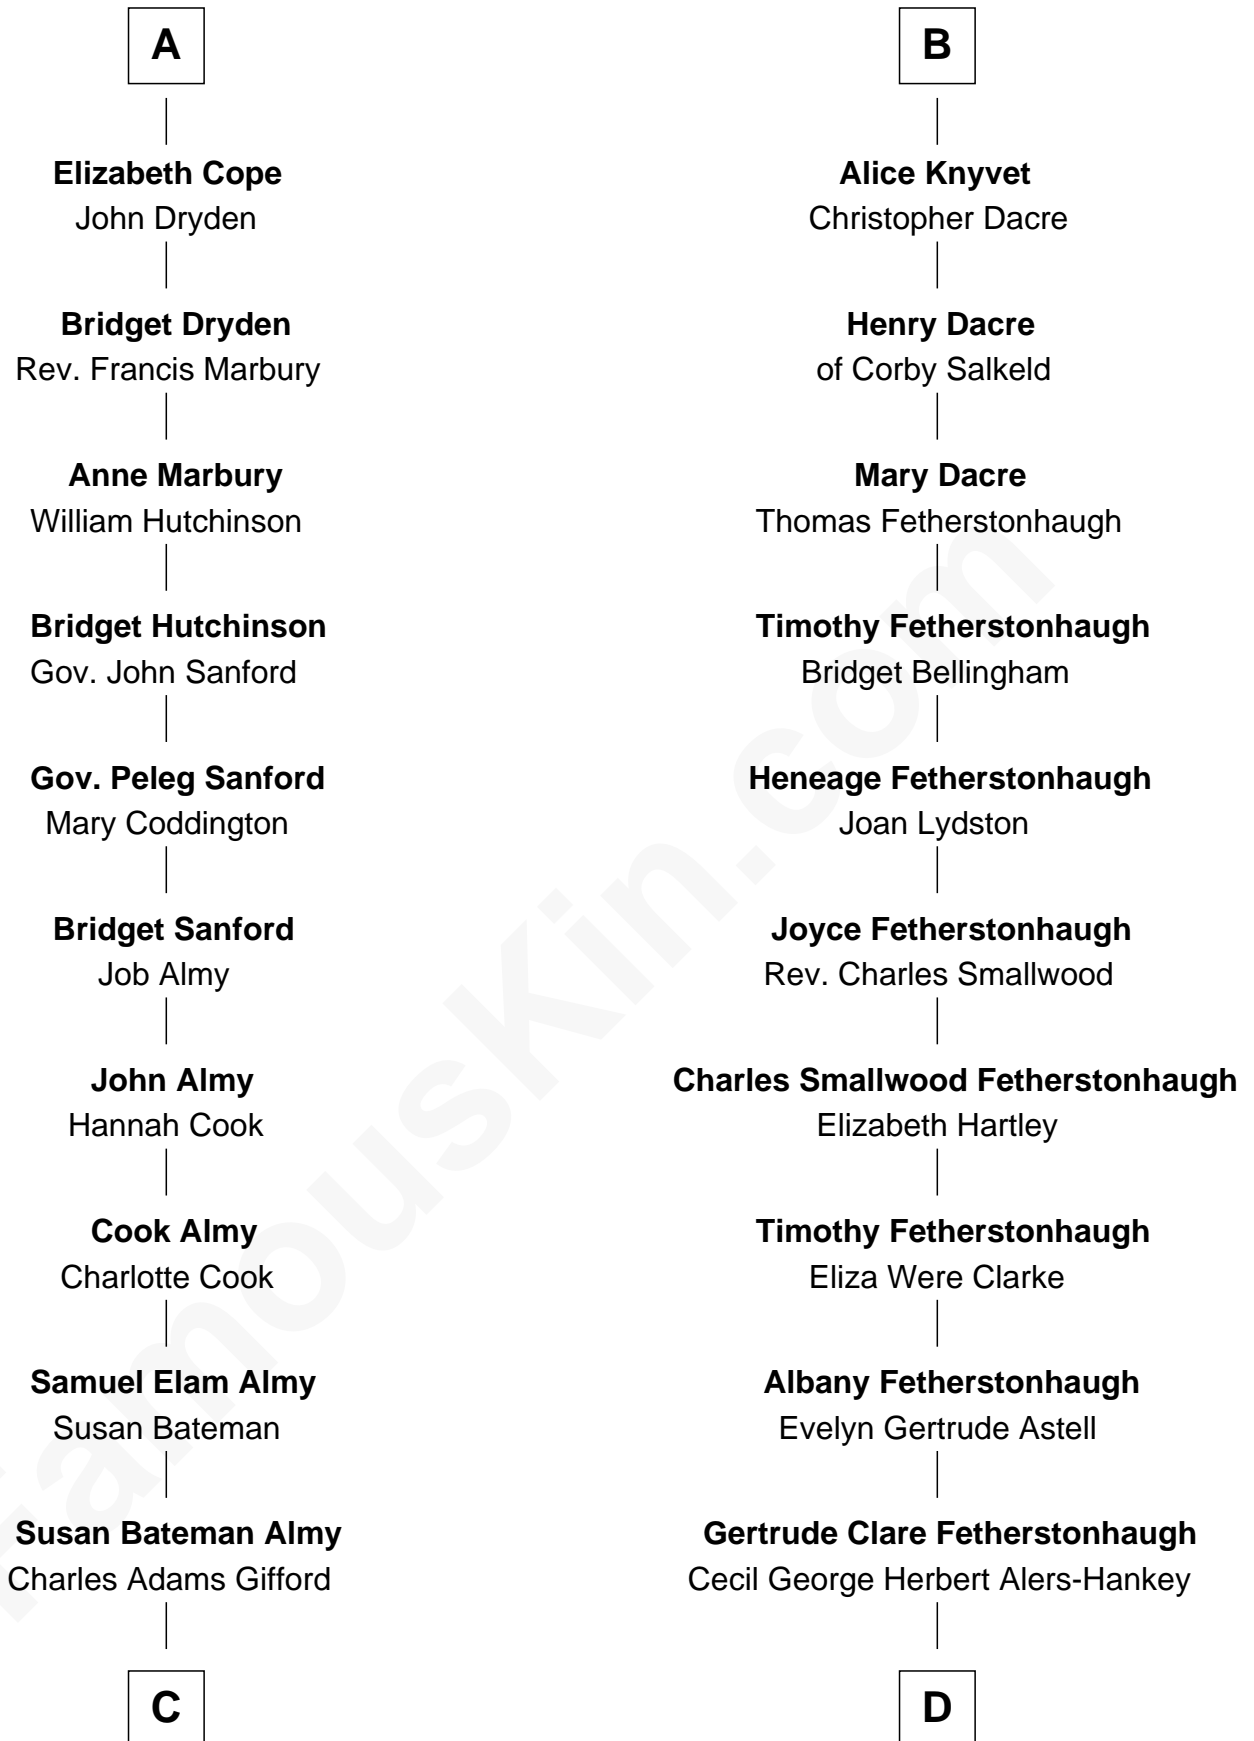 A
Elizabeth Cope
John Dryden
Bridget Dryden
Rev. Francis Marbury
Anne Marbury
William Hutchinson
Bridget Hutchinson
Gov. John Sanford
Gov. Peleg Sanford
Mary Coddington
Bridget Sanford
Job Almy
John Almy
Hannah Cook
Cook Almy
Charlotte Cook
Samuel Elam Almy
Susan Bateman
Susan Bateman Almy
Charles Adams Gifford
C
B
Alice Knyvet
Christopher Dacre
Henry Dacre
of Corby Salkeld
Mary Dacre
Thomas Fetherstonhaugh
Timothy Fetherstonhaugh
Bridget Bellingham
Heneage Fetherstonhaugh
Joan Lydston
Joyce Fetherstonhaugh
Rev. Charles Smallwood
Charles Smallwood Fetherstonhaugh
Elizabeth Hartley
Timothy Fetherstonhaugh
Eliza Were Clarke
Albany Fetherstonhaugh
Evelyn Gertrude Astell
Gertrude Clare Fetherstonhaugh
Cecil George Herbert Alers-Hankey
D
FamousKin.com